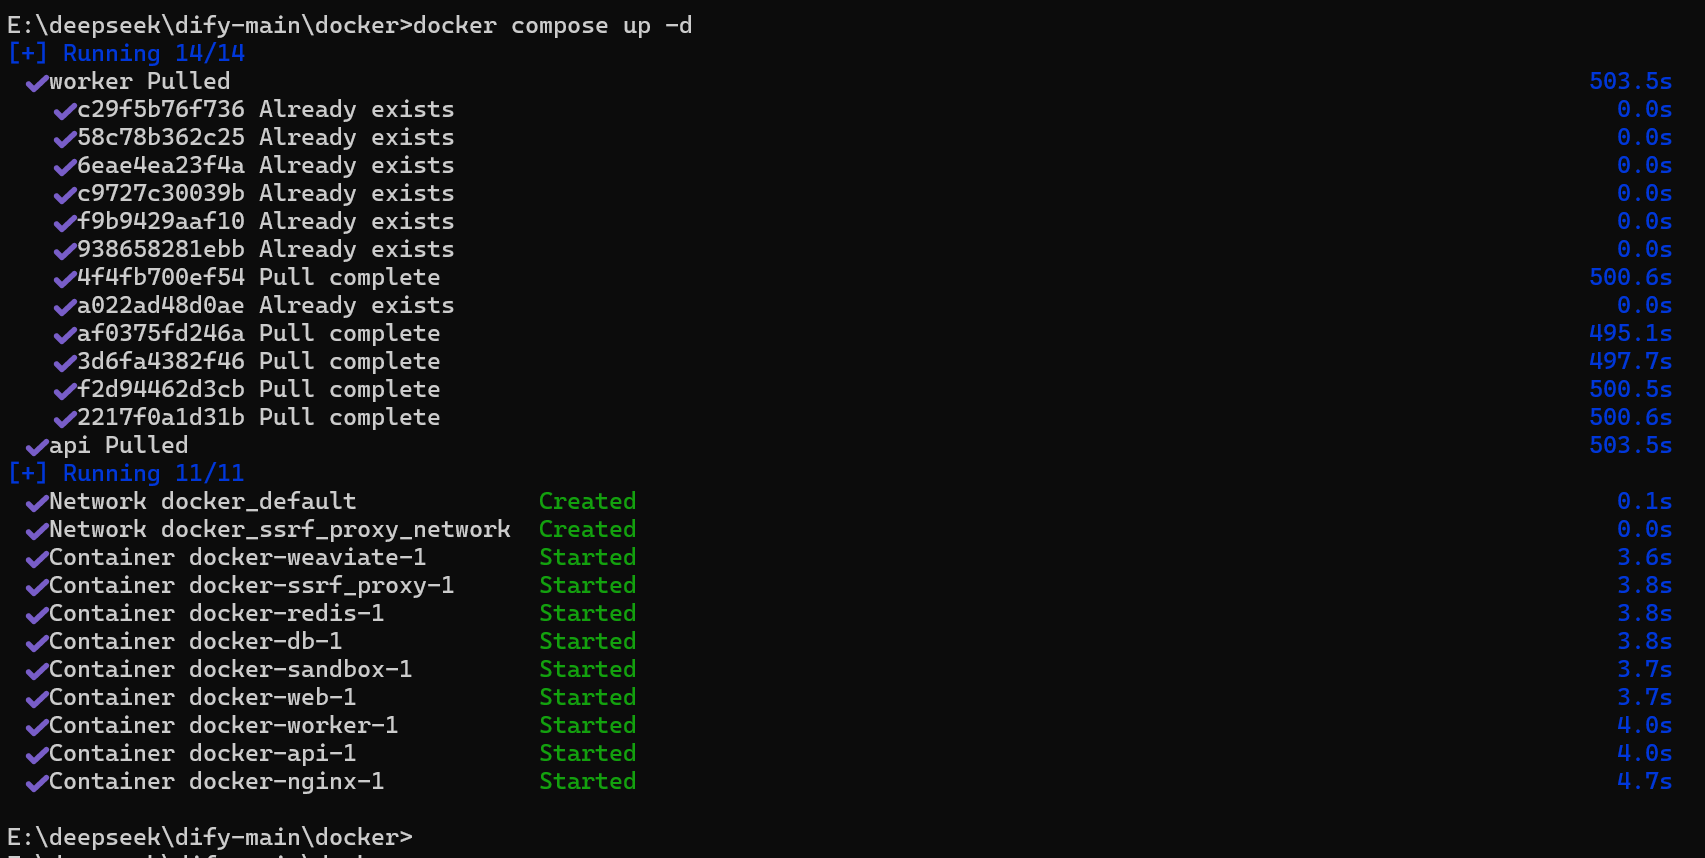 E:\deepseek\dify-main\docker>docker compose up -d
[+] Running 14/14
✔worker Pulled 503.5s
✔c29f5b76f736 Already exists 0.0s
✔58c78b362c25 Already exists 0.0s
✔6eae4ea23f4a Already exists 0.0s
✔c9727c30039b Already exists 0.0s
✔f9b9429aaf10 Already exists 0.0s
✔938658281ebb Already exists 0.0s
✔4f4fb700ef54 Pull complete 500.6s
✔a022ad48d0ae Already exists 0.0s
✔af0375fd246a Pull complete 495.1s
✔3d6fa4382f46 Pull complete 497.7s
✔f2d94462d3cb Pull complete 500.5s
✔2217f0a1d31b Pull complete 500.6s
✔api Pulled 503.5s
[+] Running 11/11
✔Network docker_default Created 0.1s
✔Network docker_ssrf_proxy_network Created 0.0s
✔Container docker-weaviate-1 Started 3.6s
✔Container docker-ssrf_proxy-1 Started 3.8s
✔Container docker-redis-1 Started 3.8s
✔Container docker-db-1 Started 3.8s
✔Container docker-sandbox-1 Started 3.7s
✔Container docker-web-1 Started 3.7s
✔Container docker-worker-1 Started 4.0s
✔Container docker-api-1 Started 4.0s
✔Container docker-nginx-1 Started 4.7s
E:\deepseek\dify-main\docker>